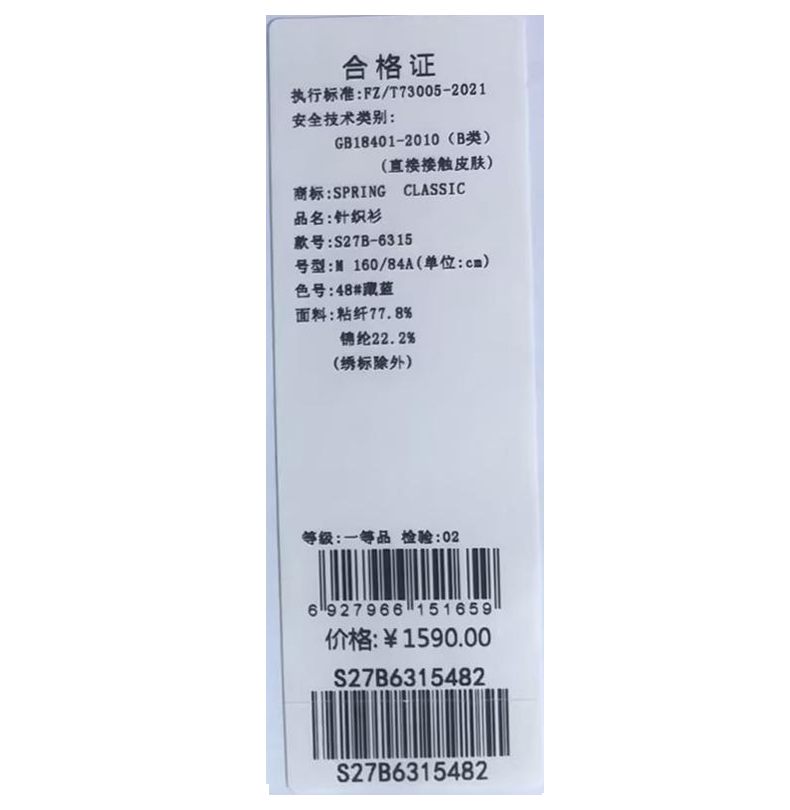 合格证
执行标准:FZ/T73005-2021
安全技术类别:
GB18401-2010（B类）
(直接接触皮肤)
商标:SPRING CLASSIC
品名:针织衫
款号:S27B-6315
号型:M 160/84A(单位:cm)
色号:48#藏蓝
面料:粘纤77.8%
锦纶22.2%
(绣标除外)
等级:一等品 检验:02
6 927966 151659
价格:￥1590.00
S27B6315482
S27B6315482